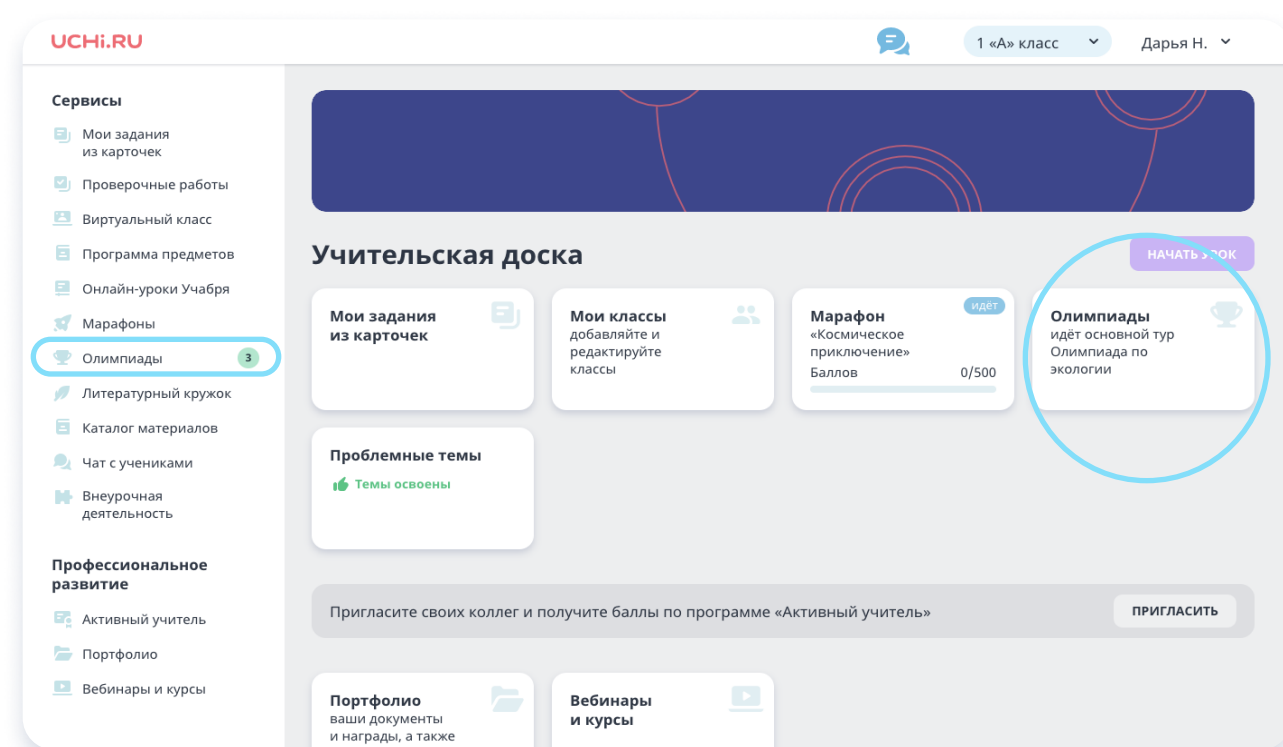 UCHi.RU
1 «А» класс
Дарья Н.
Сервисы
Мои задания
из карточек
Проверочные работы
Виртуальный класс
Программа предметов
Онлайн-уроки Учабря
Марафоны
Олимпиады 3
Литературный кружок
Каталог материалов
Чат с учениками
Внеурочная
деятельность
Профессиональное
развитие
Активный учитель
Портфолио
Вебинары и курсы
Учительская доска
НАЧАТЬ УРОК
Мои задания
из карточек
Мои классы
добавляйте и
редактируйте
классы
идёт
Марафон
«Космическое
приключение»
Баллов 0/500
Олимпиады
идёт основной тур
Олимпиада по
экологии
Проблемные темы
Темы освоены
Пригласите своих коллег и получите баллы по программе «Активный учитель»
ПРИГЛАСИТЬ
Портфолио
ваши документы
и награды, а также
Вебинары
и курсы